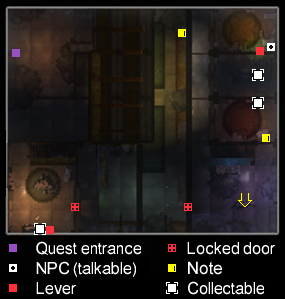 Quest entrance
Locked door
NPC (talkable)
Note
Lever
Collectable